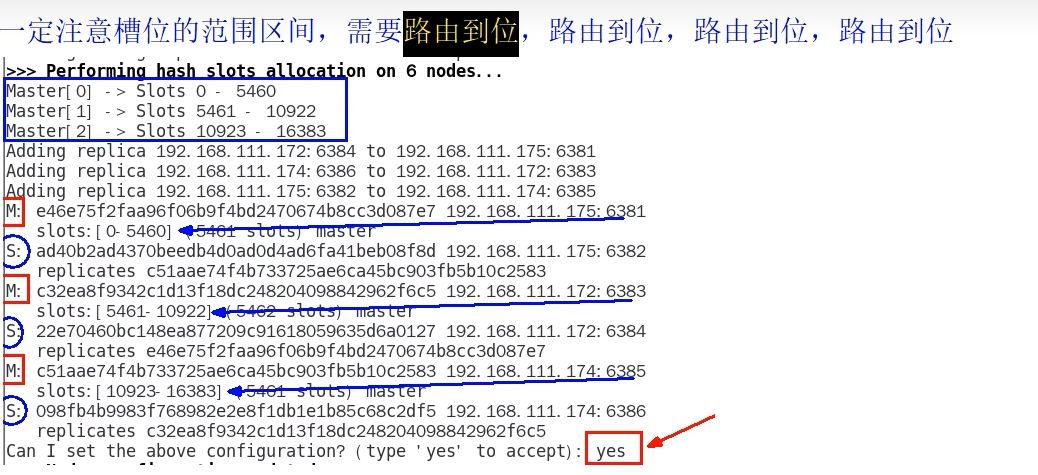 一定注意槽位的范围区间，需要路由到位，路由到位，路由到位，路由到位
>>> Performing hash slots allocation on 6 nodes...
Master[0] -> Slots 0 - 5460
Master[1] -> Slots 5461 - 10922
Master[2] -> Slots 10923 - 16383
Adding replica 192.168.111.172:6384 to 192.168.111.175:6381
Adding replica 192.168.111.174:6386 to 192.168.111.172:6383
Adding replica 192.168.111.175:6382 to 192.168.111.174:6385
M: e46e75f2faa96f06b9f4bd2470674b8cc3d087e7 192.168.111.175:6381
slots:[0-5460] (5461 slots) master
S: ad40b2ad4370beedb4d0ad0d4ad6fa41beb08f8d 192.168.111.175:6382
replicates c51aae74f4b733725ae6ca45bc903fb5b10c2583
M: c32ea8f9342c1d13f18dc248204098842962f6c5 192.168.111.172:6383
slots:[5461-10922] (5462 slots) master
S: 22e70460bc148ea877209c91618059635d6a0127 192.168.111.172:6384
replicates e46e75f2faa96f06b9f4bd2470674b8cc3d087e7
M: c51aae74f4b733725ae6ca45bc903fb5b10c2583 192.168.111.174:6385
slots:[10923-16383] (5461 slots) master
S: 098fb4b9983f768982e2e8f1db1e1b85c68c2df5 192.168.111.174:6386
replicates c32ea8f9342c1d13f18dc248204098842962f6c5
Can I set the above configuration? (type 'yes' to accept): yes